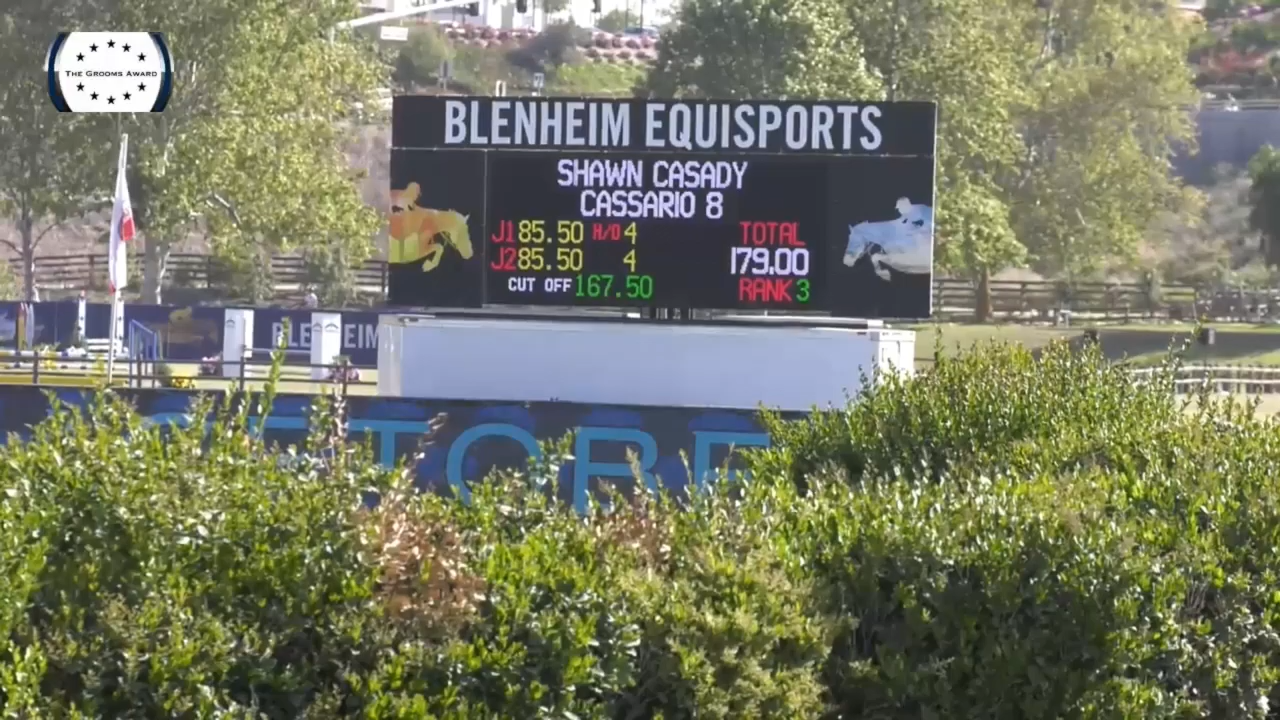 THE GROOMS AWARD
BLENHEIM EQUISPORTS
SHAWN CASADY
CASSARIO 8
J1 85.50 H/O 4 TOTAL
J2 85.50 4 179.00
CUT OFF 167.50 RANK 3
BLENHEIM